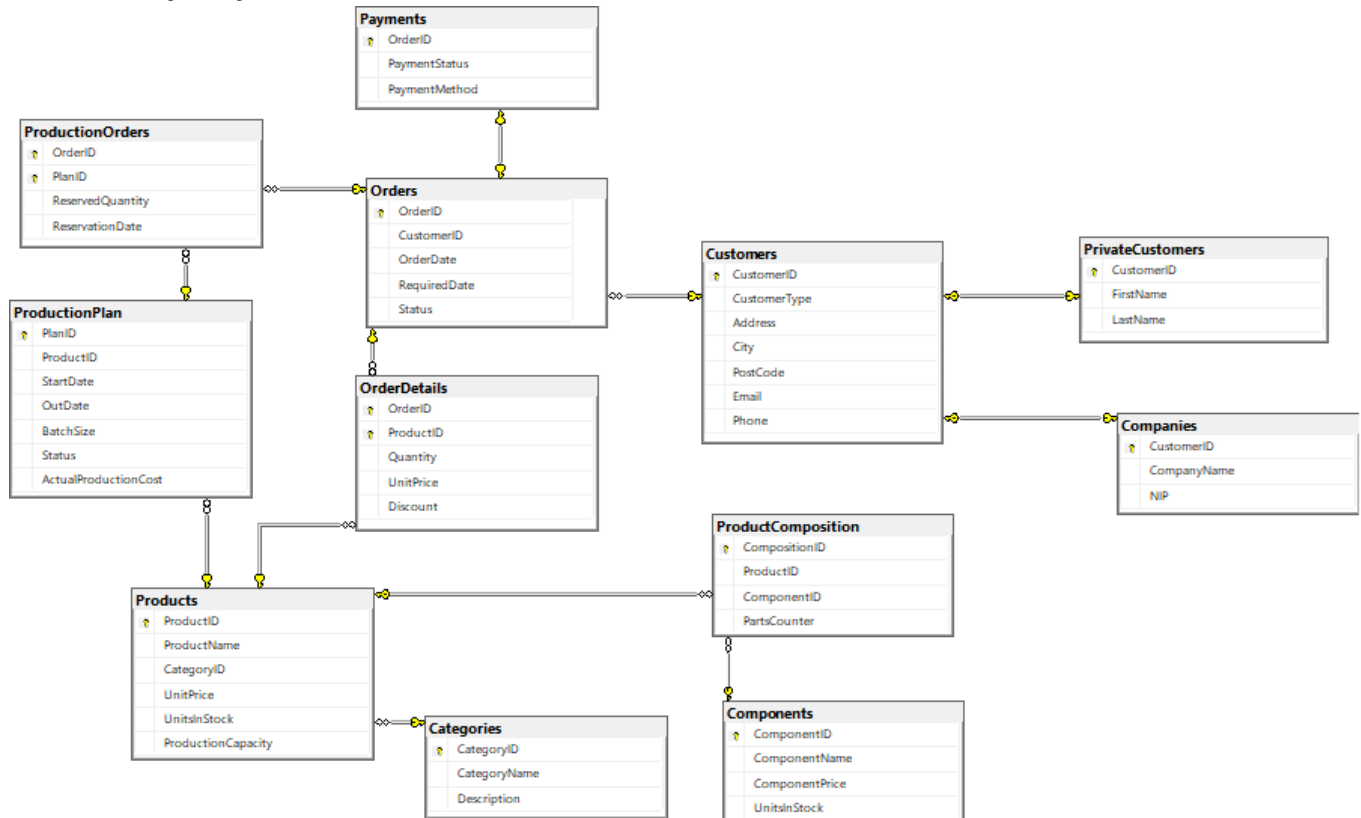 Payments
OrderID
PaymentStatus
PaymentMethod
ProductionOrders
OrderID
PlanID
ReservedQuantity
ReservationDate
Orders
OrderID
CustomerID
OrderDate
RequiredDate
Status
Customers
CustomerID
CustomerType
Address
City
PostCode
Email
Phone
PrivateCustomers
CustomerID
FirstName
LastName
ProductionPlan
PlanID
ProductID
StartDate
OutDate
BatchSize
Status
ActualProductionCost
OrderDetails
OrderID
ProductID
Quantity
UnitPrice
Discount
Companies
CustomerID
CompanyName
NIP
ProductComposition
CompositionID
ProductID
ComponentID
PartsCounter
Products
ProductID
ProductName
CategoryID
UnitPrice
UnitsInStock
ProductionCapacity
Categories
CategoryID
CategoryName
Description
Components
ComponentID
ComponentName
ComponentPrice
UnitsInStock